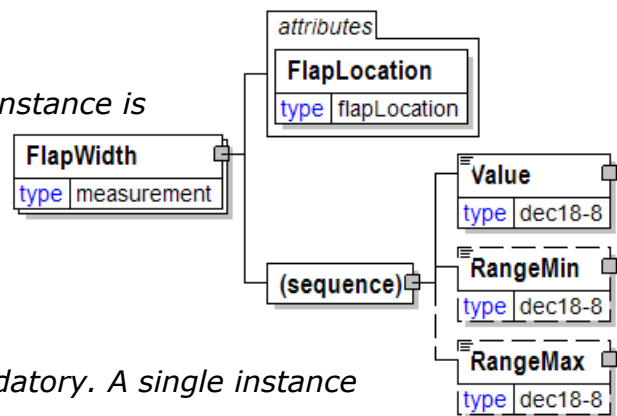 attributes
FlapLocation
type flapLocation
nstance is
FlapWidth
type measurement
Value
type dec18-8
(sequence)
RangeMin
type dec18-8
datory. A single instance
RangeMax
type dec18-8